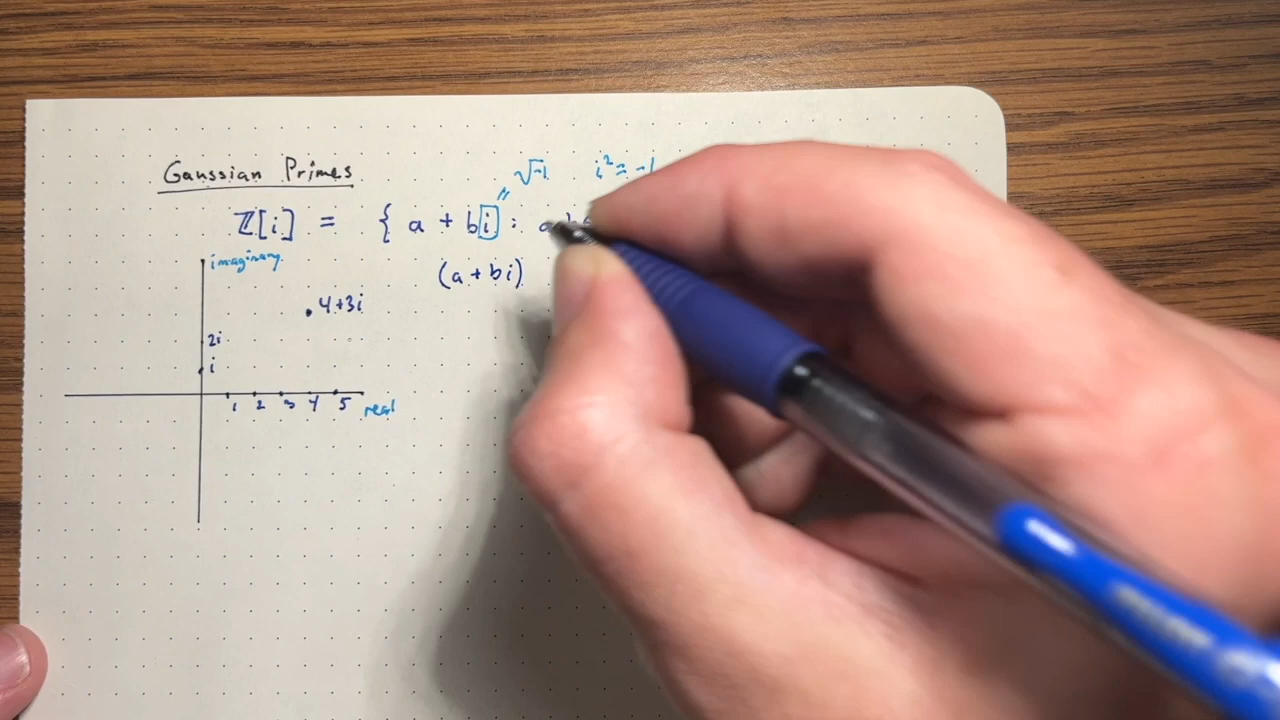 Gaussian Primes
√-1 i² = -1
"
ℤ[i] = { a + bi :
imaginary
(a + bi)
4+3i
2i
i
1 2 3 4 5 real